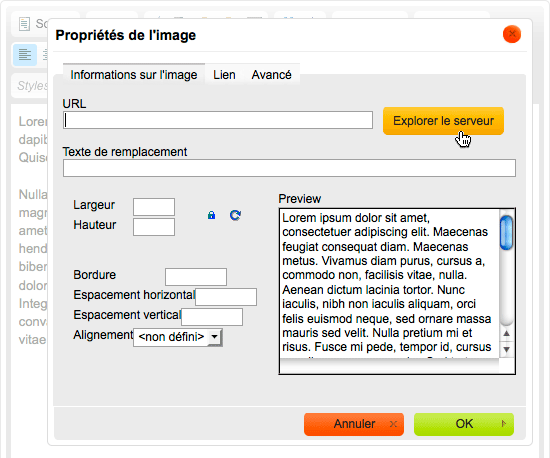 So
Propriétés de l'image
Informations sur l'image Lien Avancé
Styles
URL
Explorer le serveur
Texte de remplacement
Lore
dapib
Quisc
Nulla
magn
amet
hend
biber
dolor
Integ
conv
vitae
Largeur
Hauteur
Bordure
Espacement horizontal
Espacement vertical
Alignement <non défini>
Preview
Lorem ipsum dolor sit amet,
consectetuer adipiscing elit. Maecenas
feugiat consequat diam. Maecenas
metus. Vivamus diam purus, cursus a,
commodo non, facilisis vitae, nulla.
Aenean dictum lacinia tortor. Nunc
iaculis, nibh non iaculis aliquam, orci
felis euismod neque, sed ornare massa
mauris sed velit. Nulla pretium mi et
risus. Fusce mi pede, tempor id, cursus
Annuler
OK